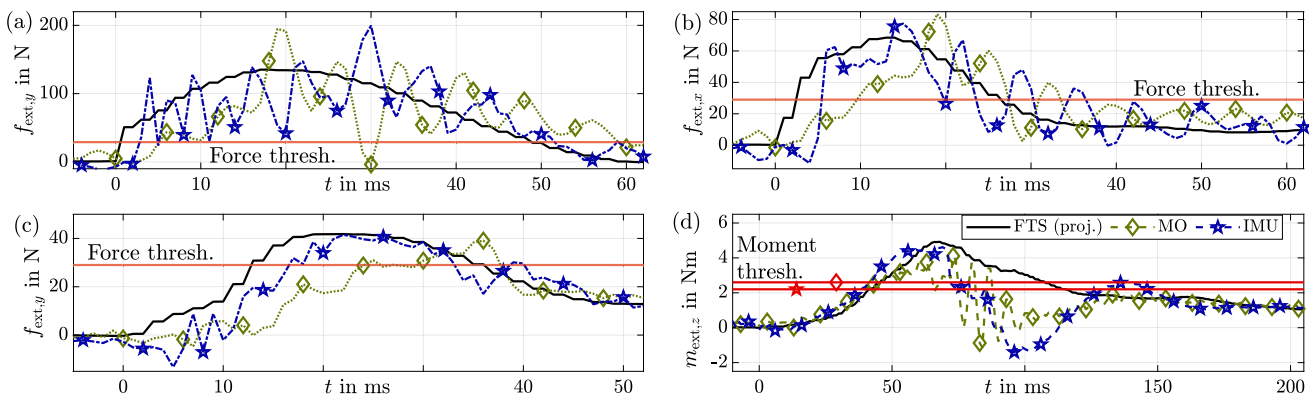 (a)
f_ext,y in N
200
100
0
Force thresh.
0
10
t in ms
40
50
60
(b)
f_ext,x in N
80
60
40
20
0
Force thresh.
0
10
t in ms
40
50
60
(c)
f_ext,y in N
40
20
0
Force thresh.
0
10
t in ms
40
50
(d)
m_ext,z in Nm
6
4
2
0
-2
FTS (proj.) MO IMU
Moment
thresh.
0
50
t in ms
150
200